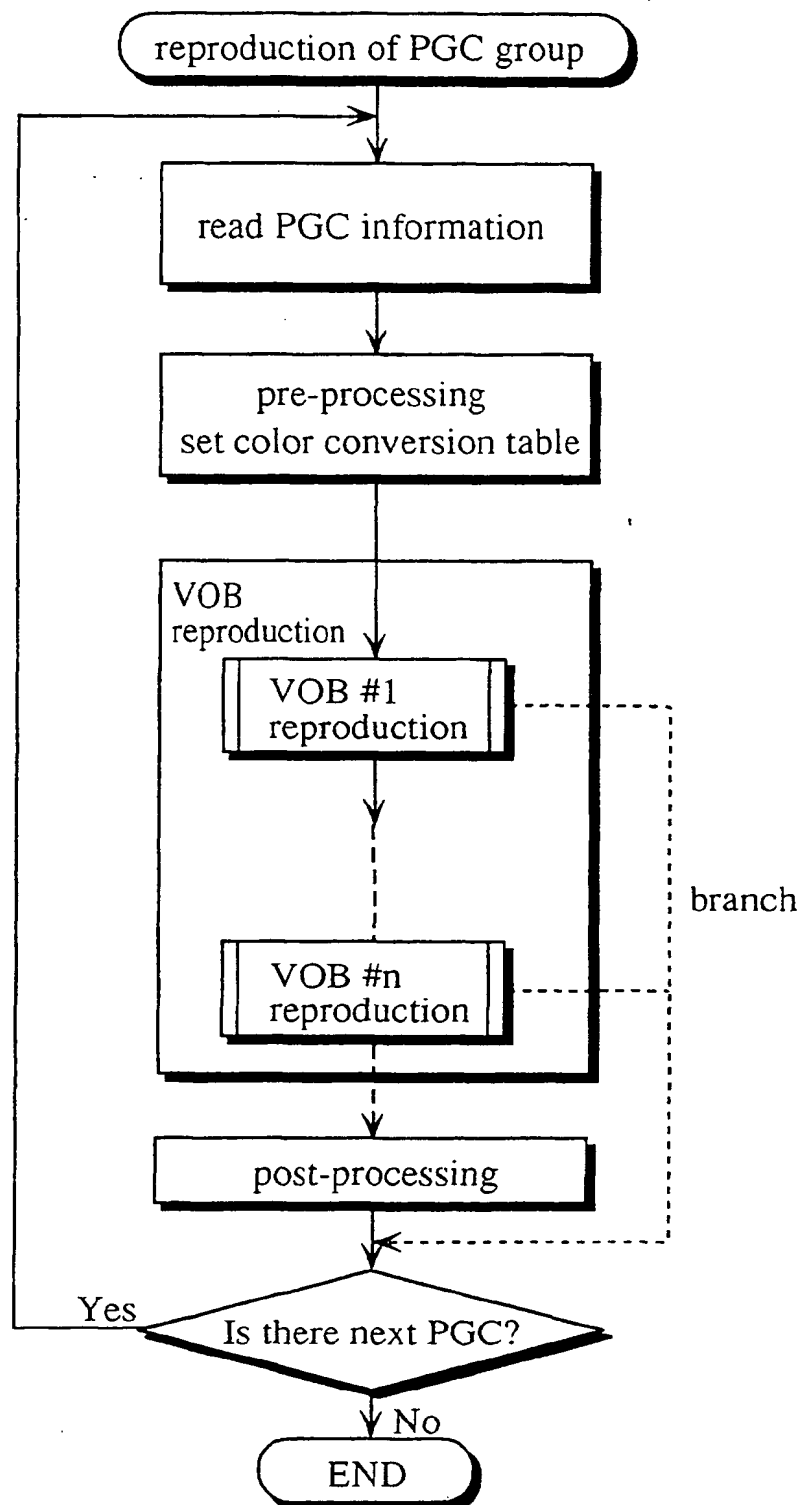 reproduction of PGC group
read PGC information
pre-processing
set color conversion table
VOB
reproduction
VOB #1
reproduction
branch
VOB #n
reproduction
post-processing
Yes
Is there next PGC?
No
END